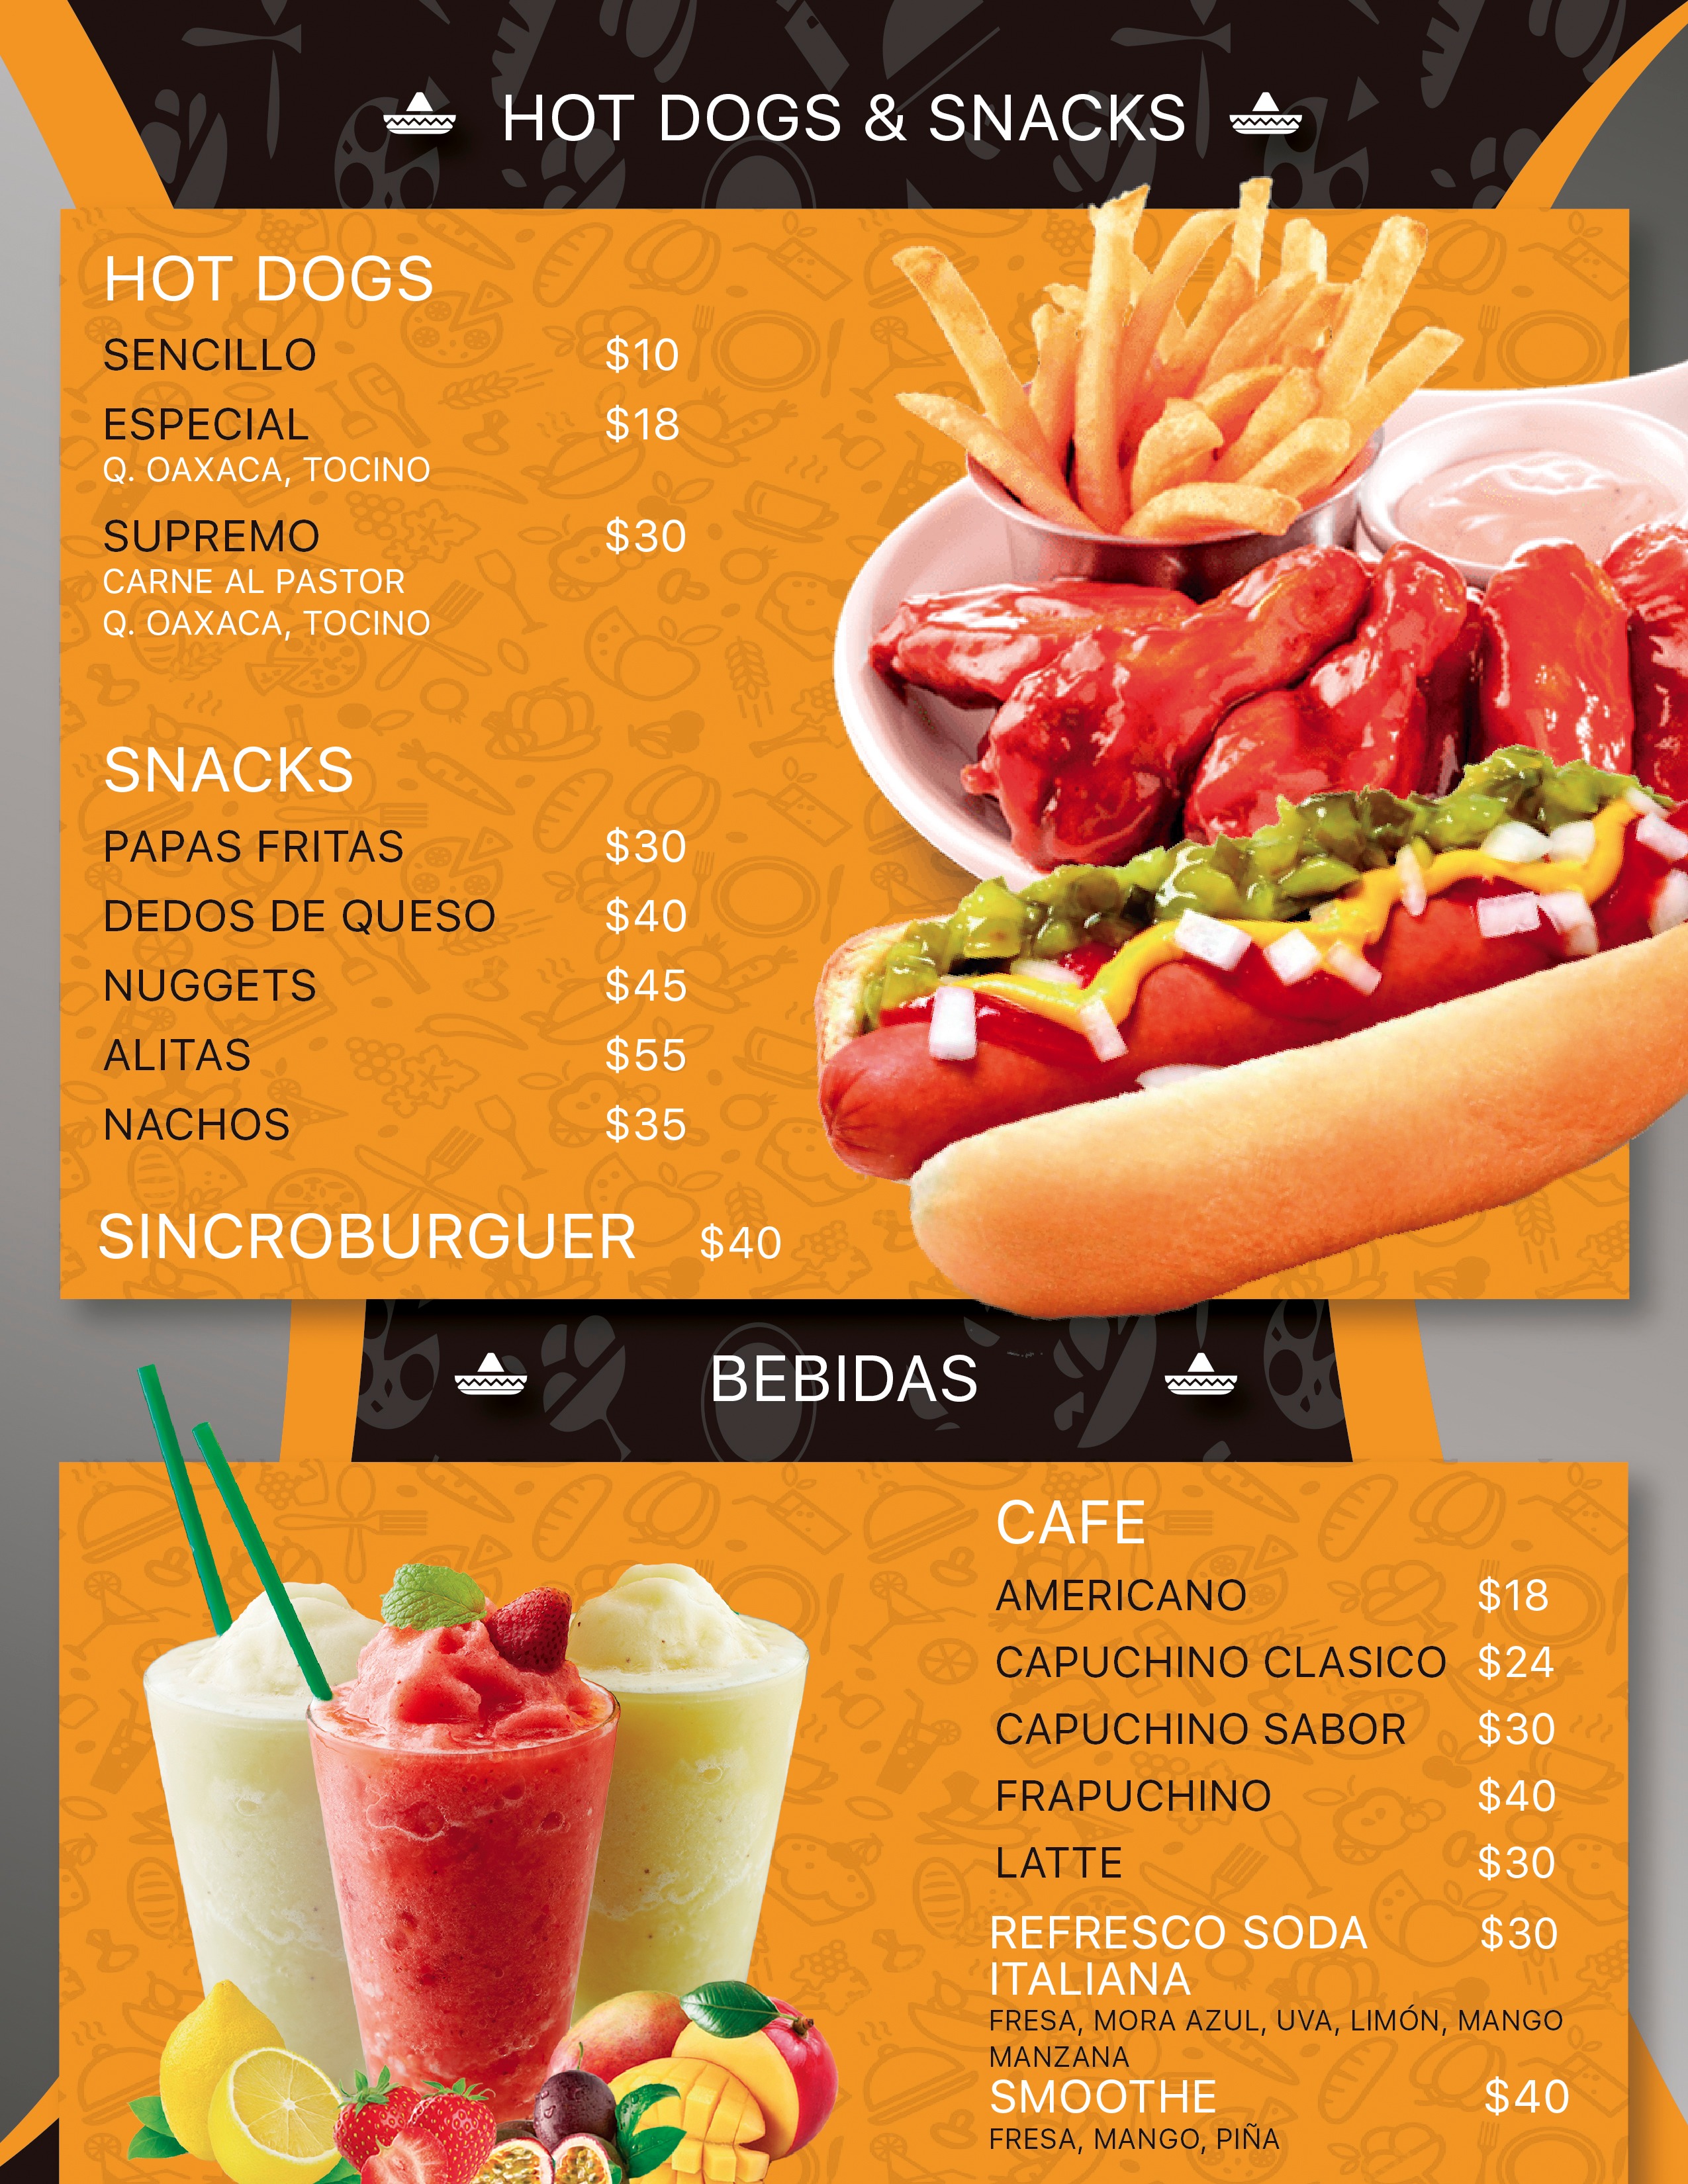 HOT DOGS & SNACKS
HOT DOGS
SENCILLO $10
ESPECIAL $18
Q. OAXACA, TOCINO
SUPREMO $30
CARNE AL PASTOR
Q. OAXACA, TOCINO
SNACKS
PAPAS FRITAS $30
DEDOS DE QUESO $40
NUGGETS $45
ALITAS $55
NACHOS $35
SINCROBURGUER $40
BEBIDAS
CAFE
AMERICANO $18
CAPUCHINO CLASICO $24
CAPUCHINO SABOR $30
FRAPUCHINO $40
LATTE $30
REFRESCO SODA $30
ITALIANA
FRESA, MORA AZUL, UVA, LIMÓN, MANGO
MANZANA
SMOOTHE $40
FRESA, MANGO, PIÑA